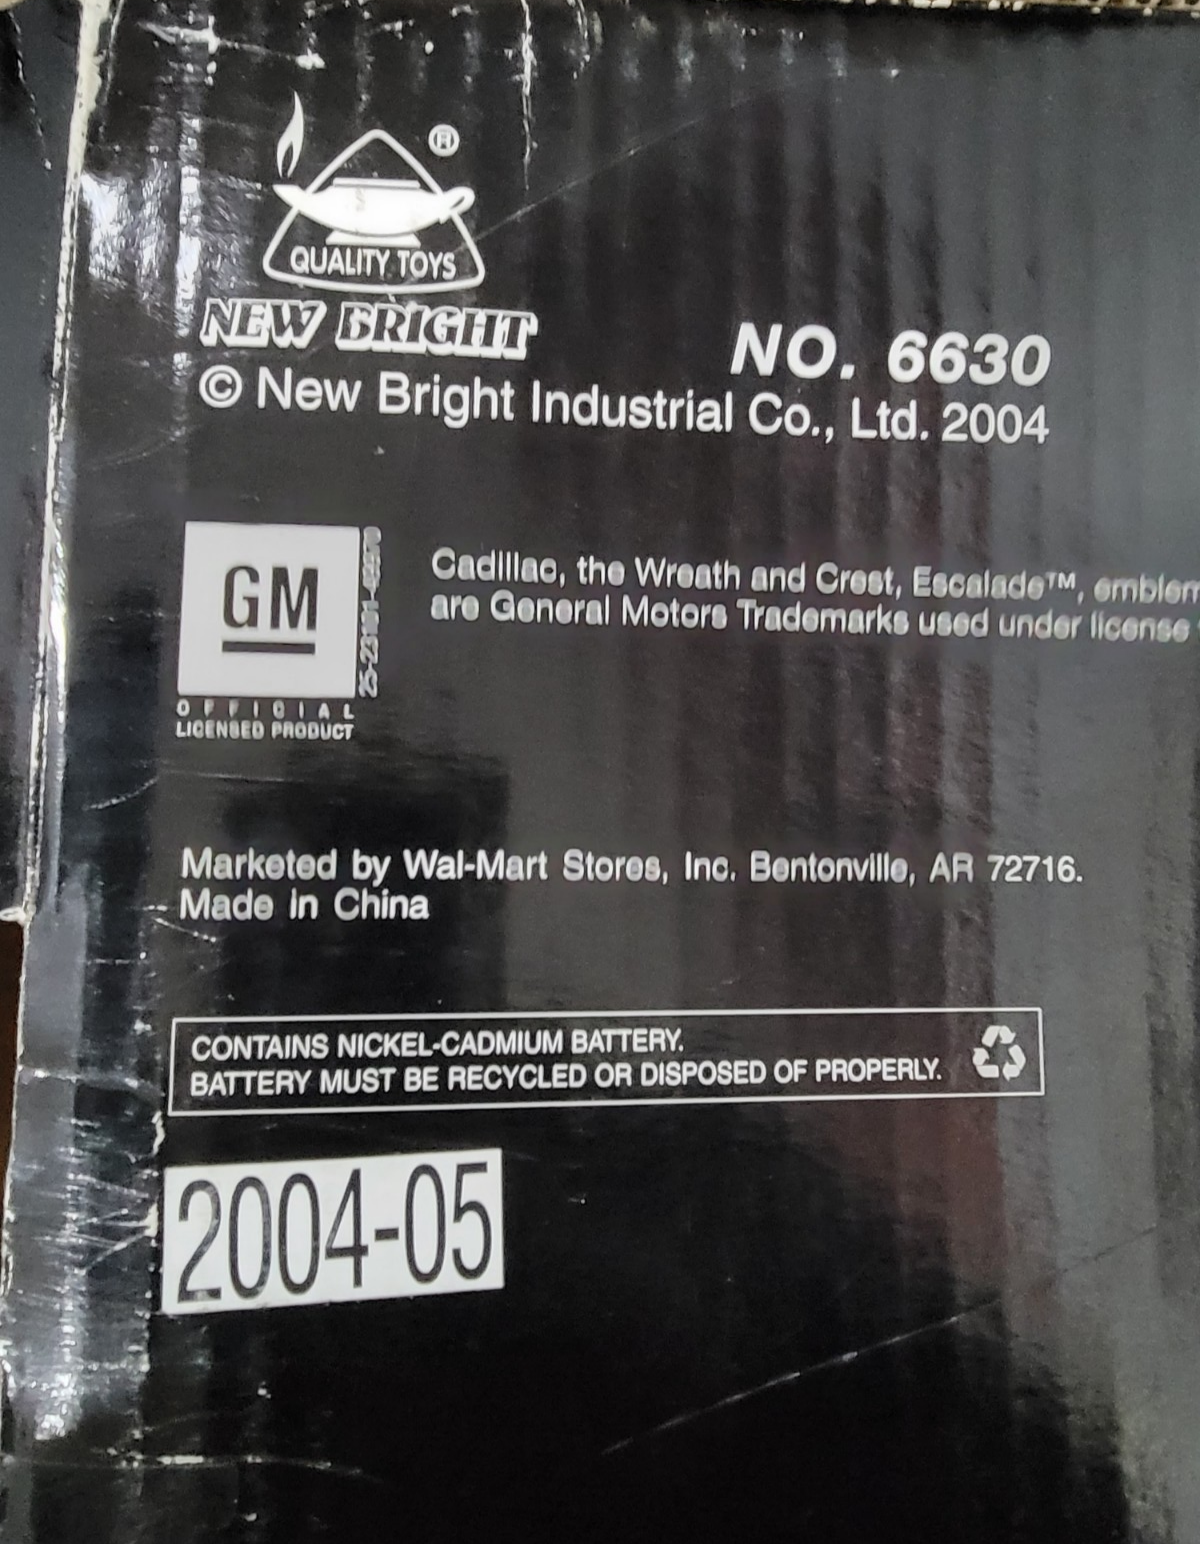 ®
QUALITY TOYS
NEW BRIGHT
NO. 6630
© New Bright Industrial Co., Ltd. 2004
GM
OFFICIAL
LICENSED PRODUCT
Cadillac, the Wreath and Crest, Escalade™, emblem
are General Motors Trademarks used under license
Marketed by Wal-Mart Stores, Inc. Bentonville, AR 72716.
Made in China
CONTAINS NICKEL-CADMIUM BATTERY.
BATTERY MUST BE RECYCLED OR DISPOSED OF PROPERLY.
2004-05